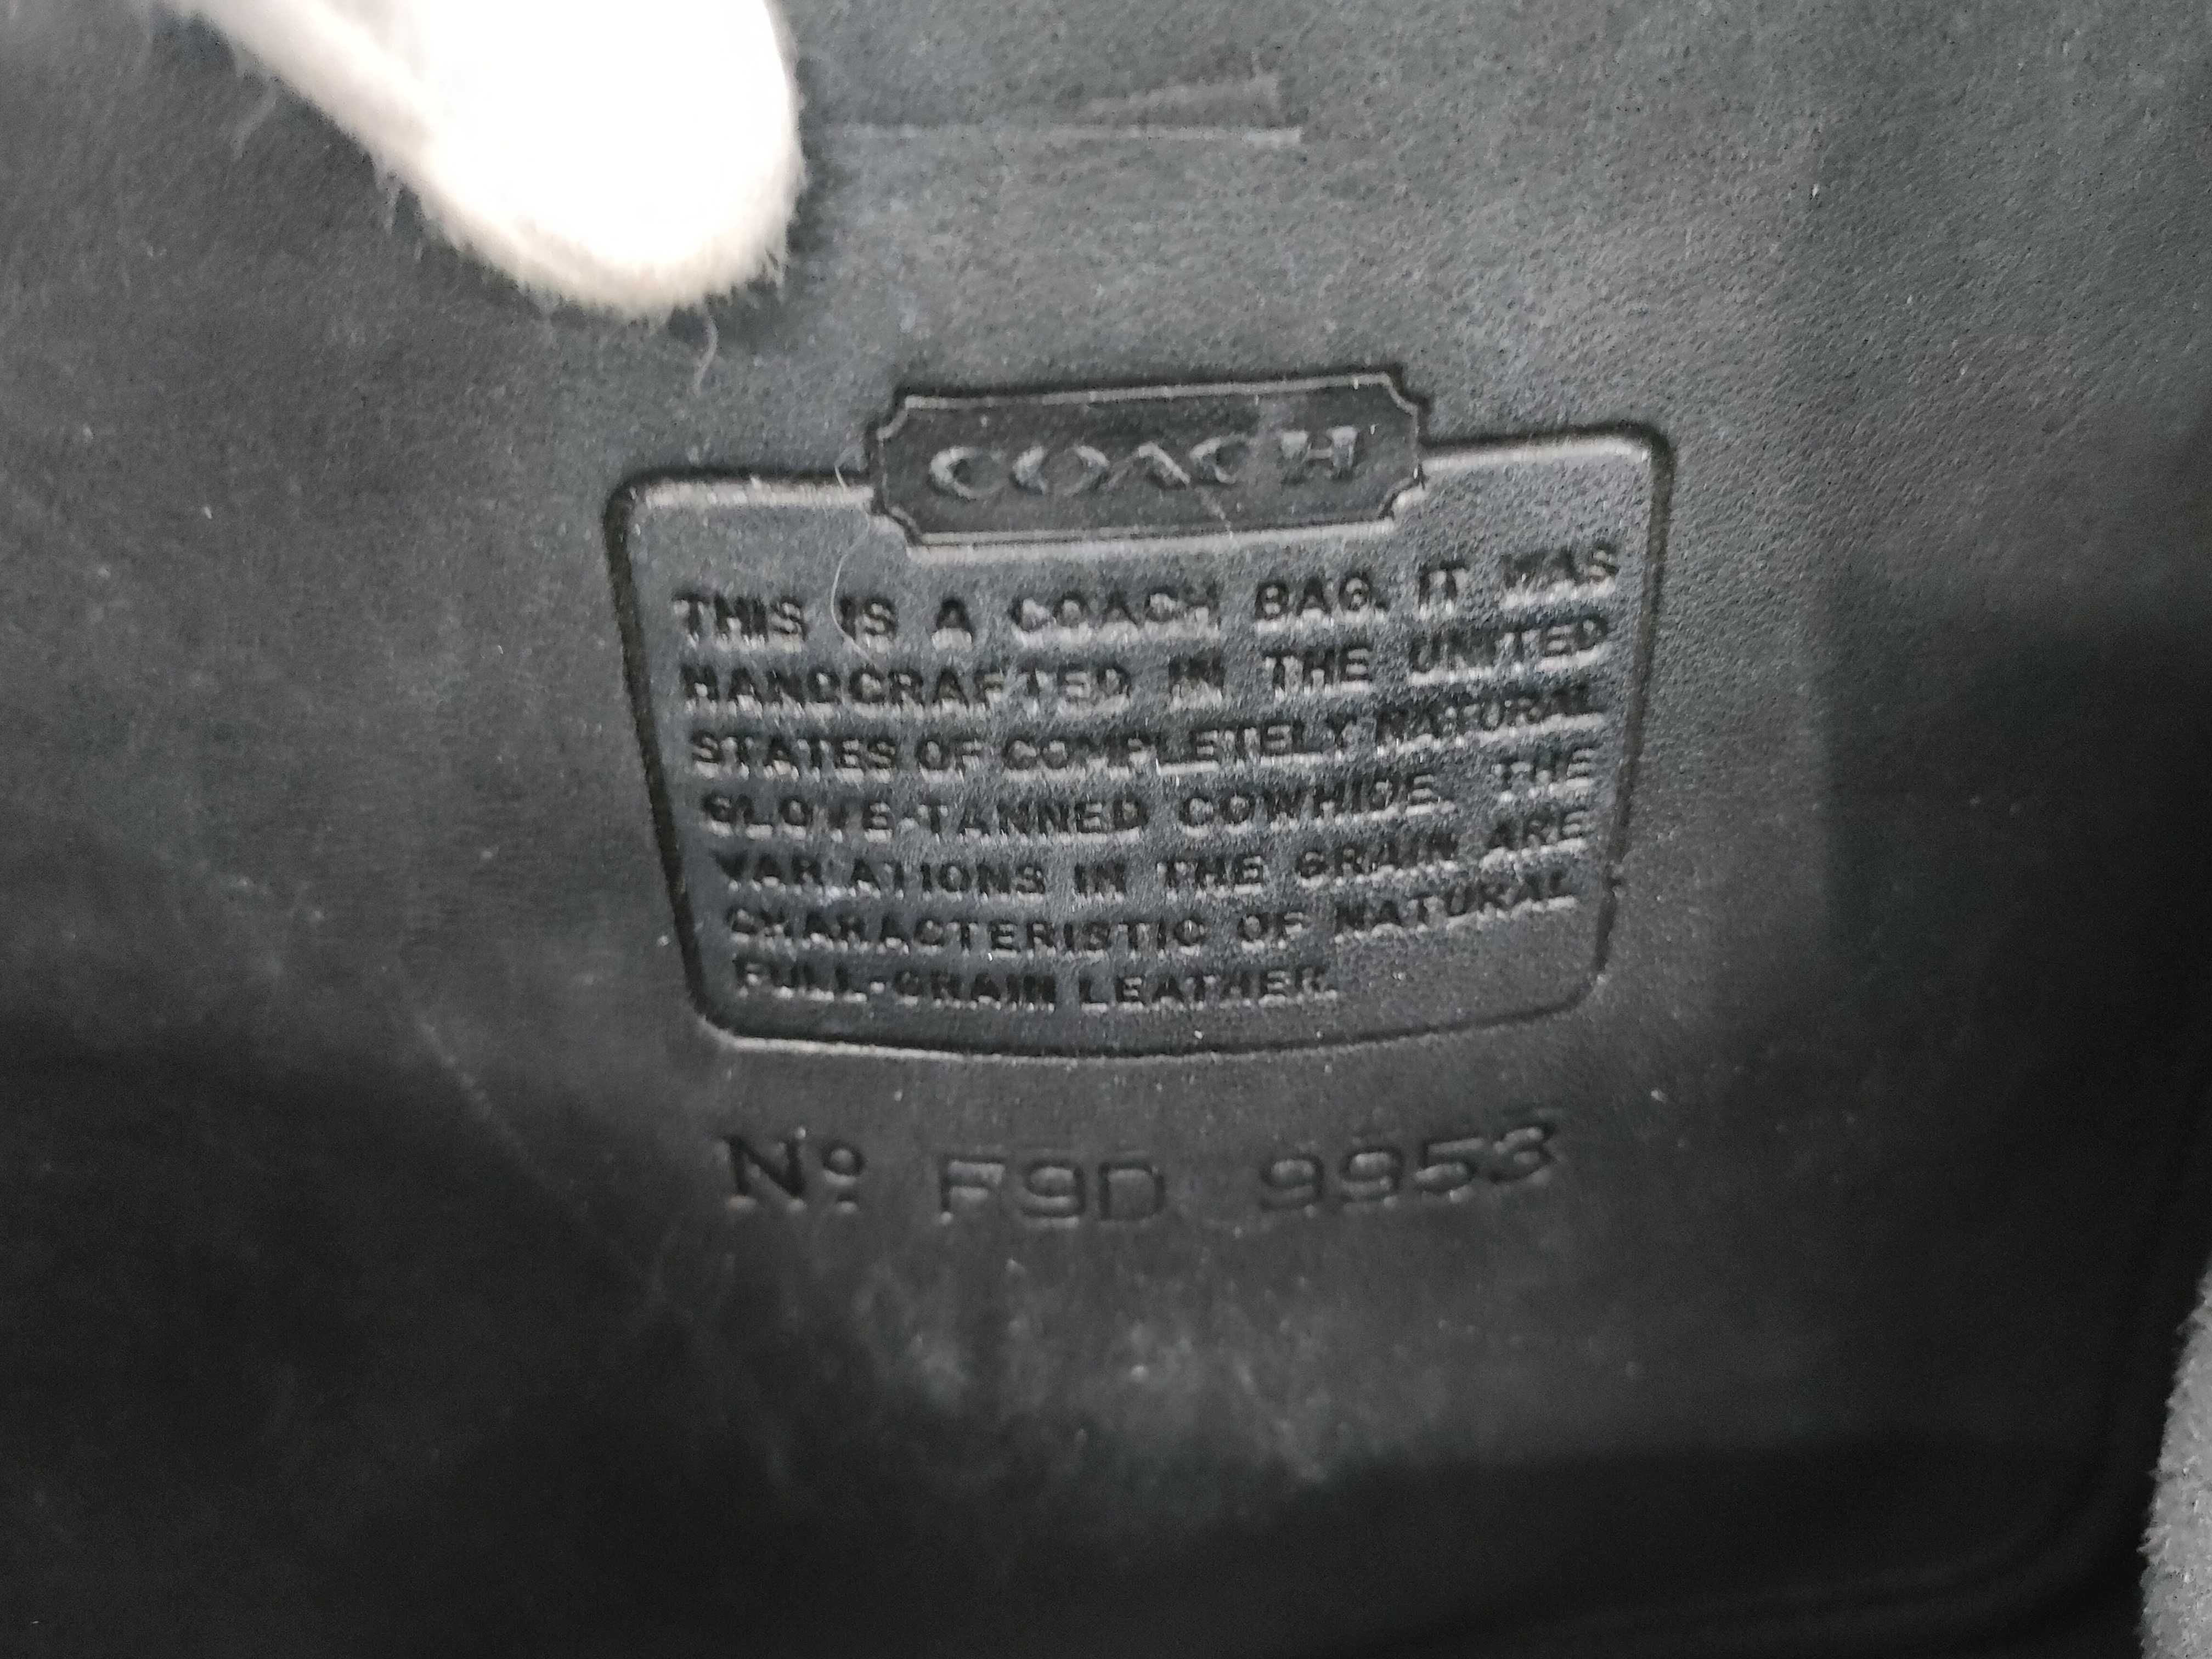 COACH
THIS IS A COACH BAG. IT WAS
HANDCRAFTED IN THE UNITED
STATES OF COMPLETELY NATURAL
GLOVE-TANNED COWHIDE. THE
VARIATIONS IN THE GRAIN ARE
CHARACTERISTIC OF NATURAL
FULL-GRAIN LEATHER.
Nº F9D 9953